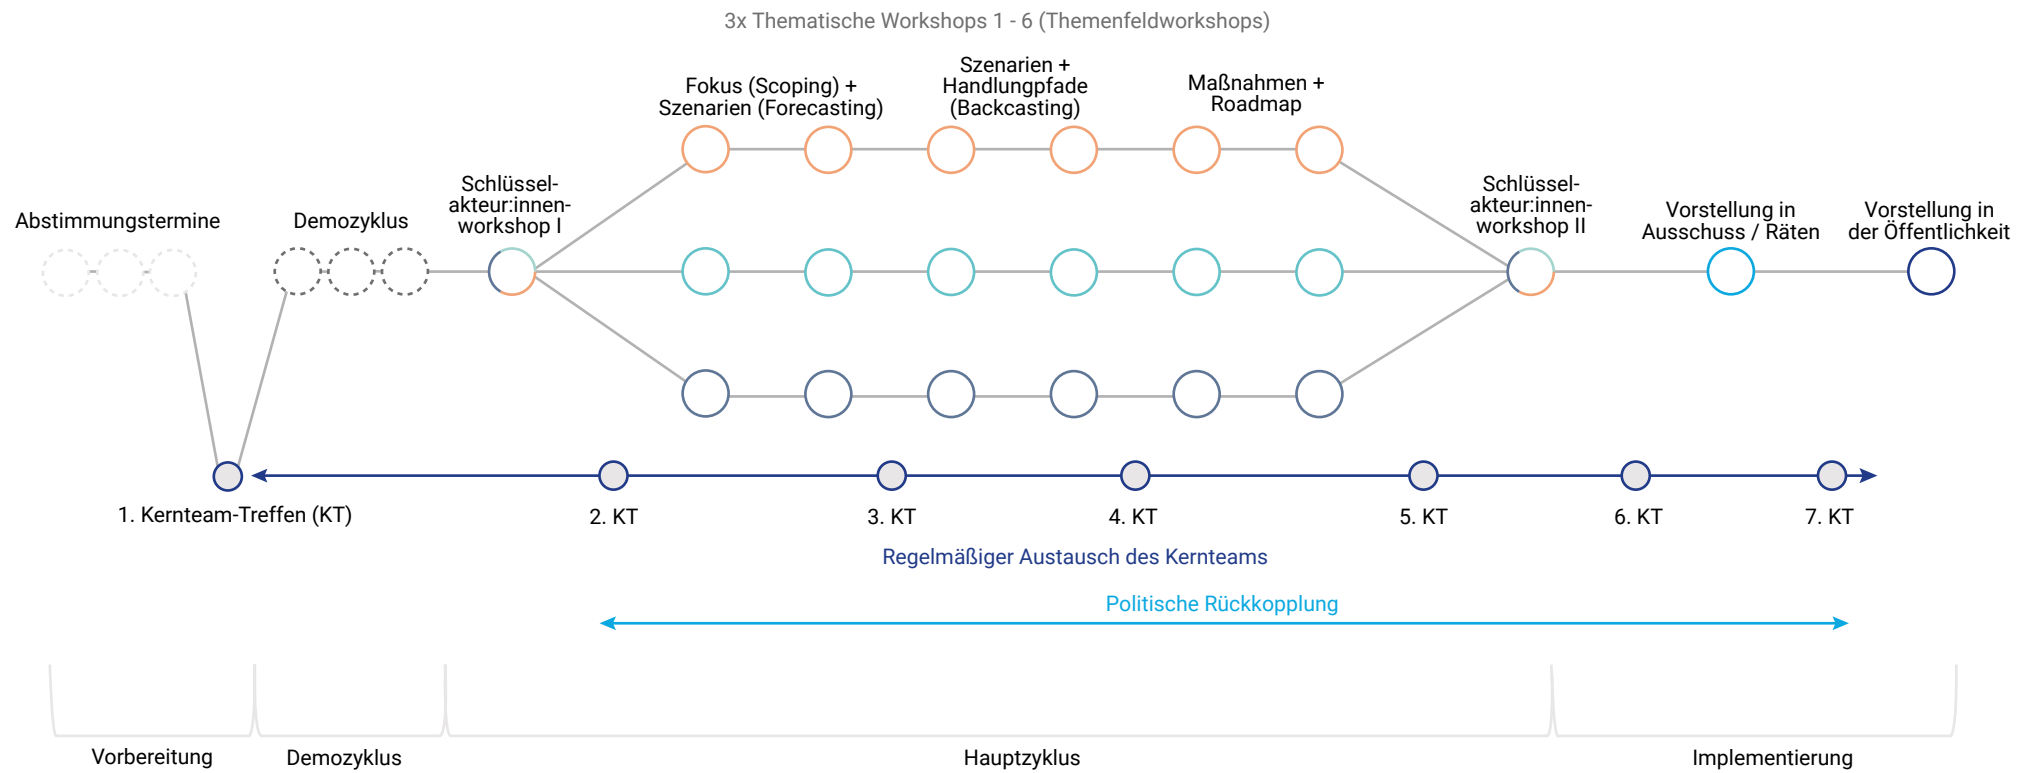 3x Thematische Workshops 1 - 6 (Themenfeldworkshops)
Fokus (Scoping) +
Szenarien (Forecasting)
Szenarien +
Handlungpfade
(Backcasting)
Maßnahmen +
Roadmap
Abstimmungstermine
Demozyklus
Schlüssel-
akteur:innen-
workshop I
Schlüssel-
akteur:innen-
workshop II
Vorstellung in
Ausschuss / Räten
Vorstellung in
der Öffentlichkeit
1. Kernteam-Treffen (KT)
2. KT
3. KT
4. KT
5. KT
6. KT
7. KT
Regelmäßiger Austausch des Kernteams
Politische Rückkopplung
Vorbereitung
Demozyklus
Hauptzyklus
Implementierung